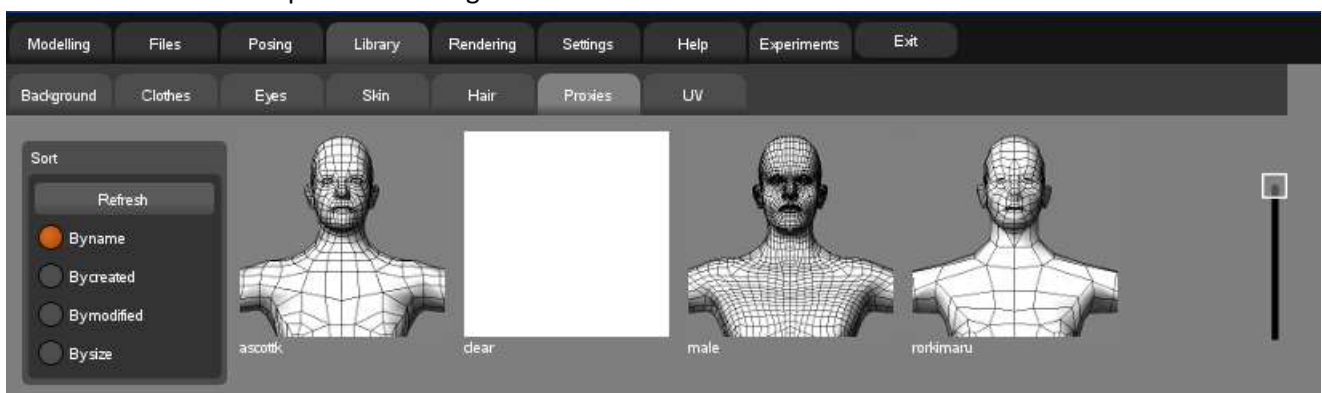 Modelling Files Posing Library Rendering Settings Help Experiments Exit
Background Clothes Eyes Skin Hair Proxies UV
Sort
Refresh
Byname
Bycreated
Bymodified
Bysize
ascottk clear male rorkimaru